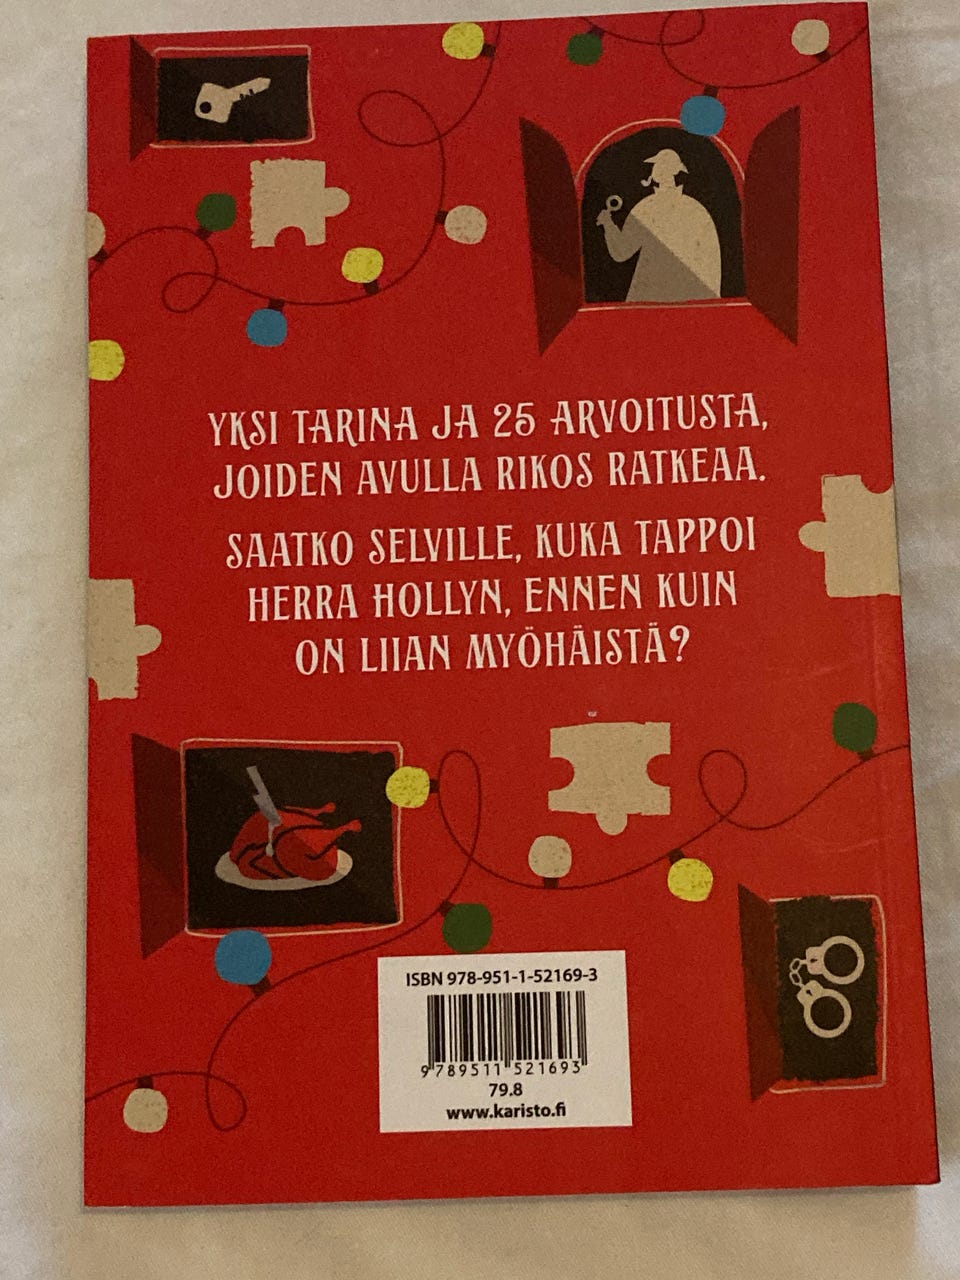 YKSI TARINA JA 25 ARVOITUSTA,
JOIDEN AVULLA RIKOS RATKEAA.
SAATKO SELVILLE, KUKA TAPPOI
HERRA HOLLYN, ENNEN KUIN
ON LIIAN MYÖHÄISTÄ?
ISBN 978-951-1-52169-3
9 789511 521693
79.8
www.karisto.fi